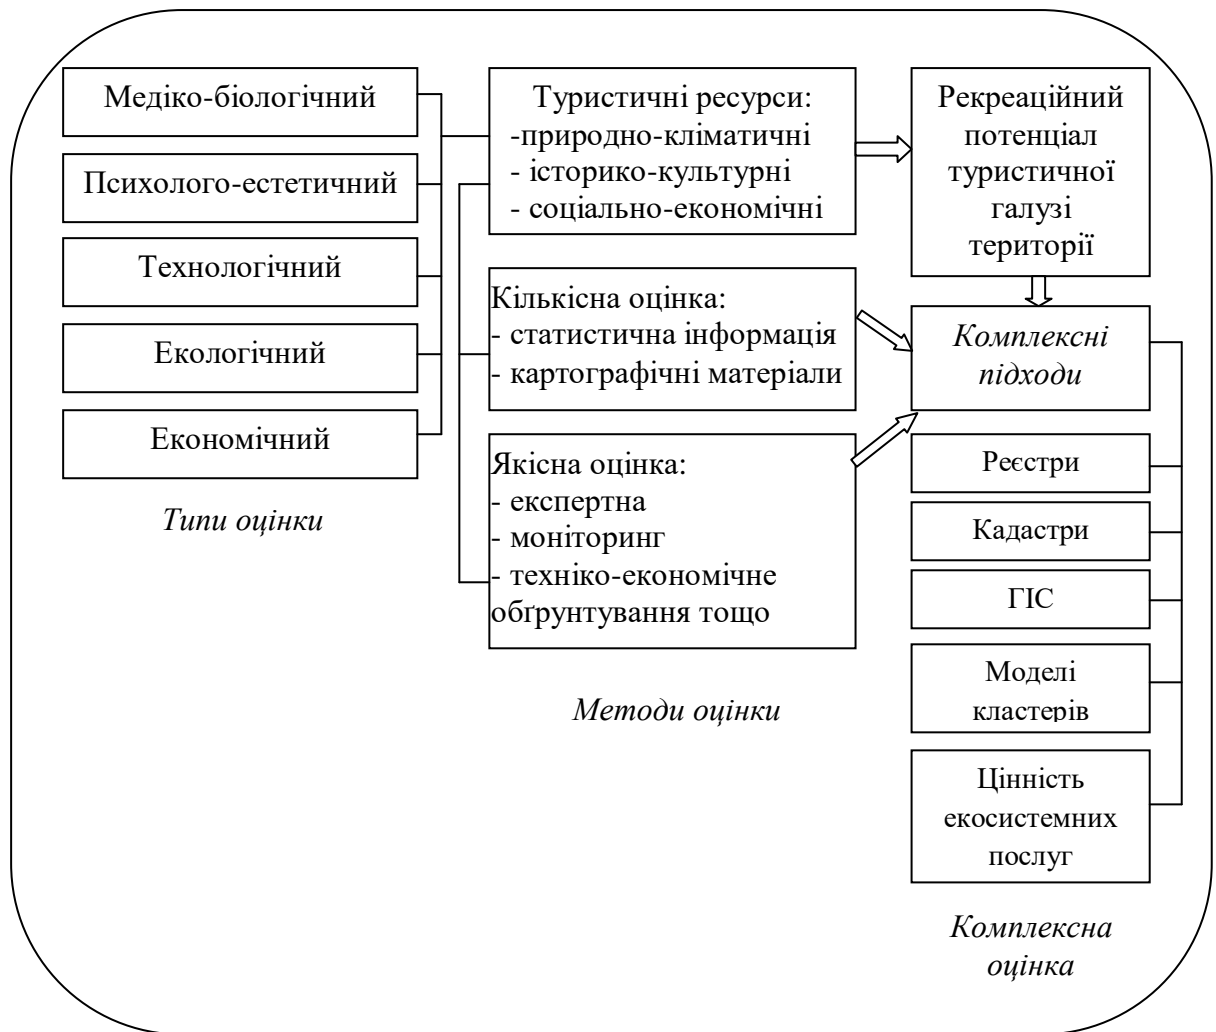 Медіко-біологічний
Психолого-естетичний
Технологічний
Екологічний
Економічний
Типи оцінки
Туристичні ресурси:
-природно-кліматичні
- історико-культурні
- соціально-економічні
Кількісна оцінка:
- статистична інформація
- картографічні матеріали
Якісна оцінка:
- експертна
- моніторинг
- техніко-економічне
обґрунтування тощо
Методи оцінки
Рекреаційний
потенціал
туристичної
галузі
території
Комплексні
підходи
Реєстри
Кадастри
ГІС
Моделі
кластерів
Цінність
екосистемних
послуг
Комплексна
оцінка